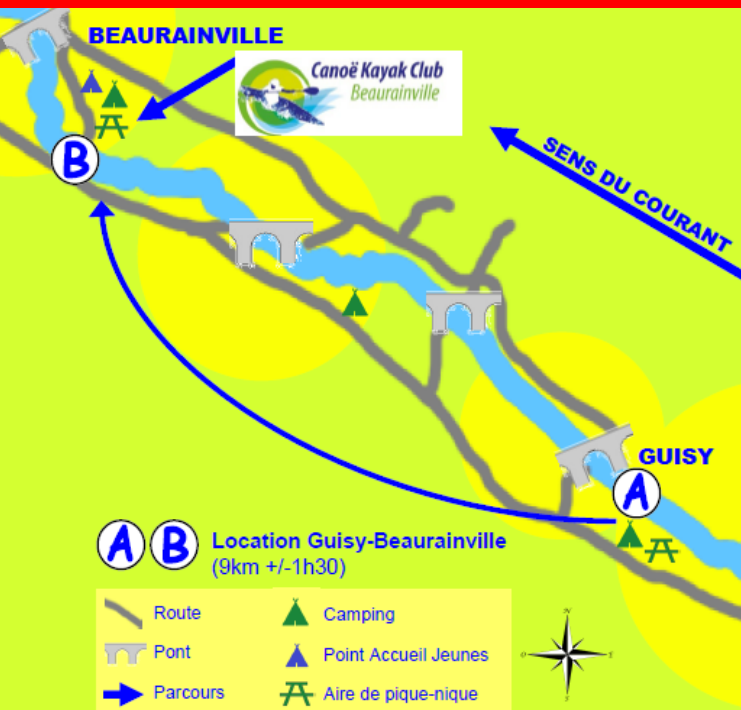 BEAURAINVILLE
Canoë Kayak Club
Beaurainville
SENS DU COURANT
B
GUISY
A
A B Location Guisy-Beaurainville
(9km +/-1h30)
Route
Camping
Pont
Point Accueil Jeunes
Parcours
Aire de pique-nique
N
O
E
S